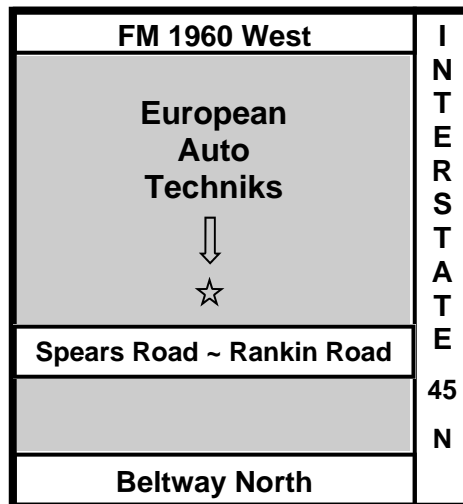 FM 1960 West
European
Auto
Techniks
Spears Road ~ Rankin Road
Beltway North
I
N
T
E
R
S
T
A
T
E
45
N